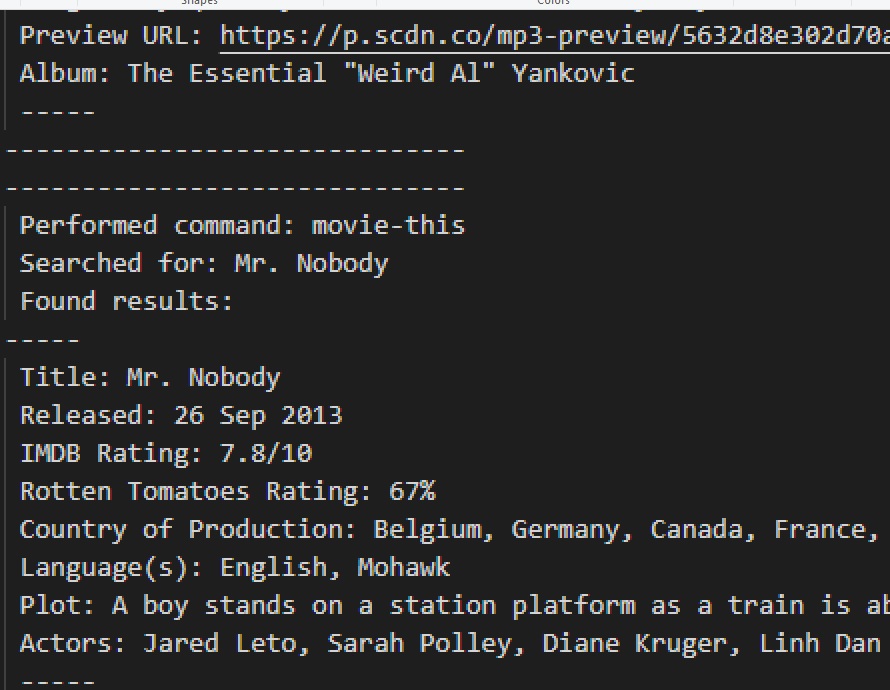 Shapes Colors
Preview URL: https://p.scdn.co/mp3-preview/5632d8e302d70a
Album: The Essential "Weird Al" Yankovic
-----
------------------------------
------------------------------
Performed command: movie-this
Searched for: Mr. Nobody
Found results:
-----
Title: Mr. Nobody
Released: 26 Sep 2013
IMDB Rating: 7.8/10
Rotten Tomatoes Rating: 67%
Country of Production: Belgium, Germany, Canada, France,
Language(s): English, Mohawk
Plot: A boy stands on a station platform as a train is ab
Actors: Jared Leto, Sarah Polley, Diane Kruger, Linh Dan
-----